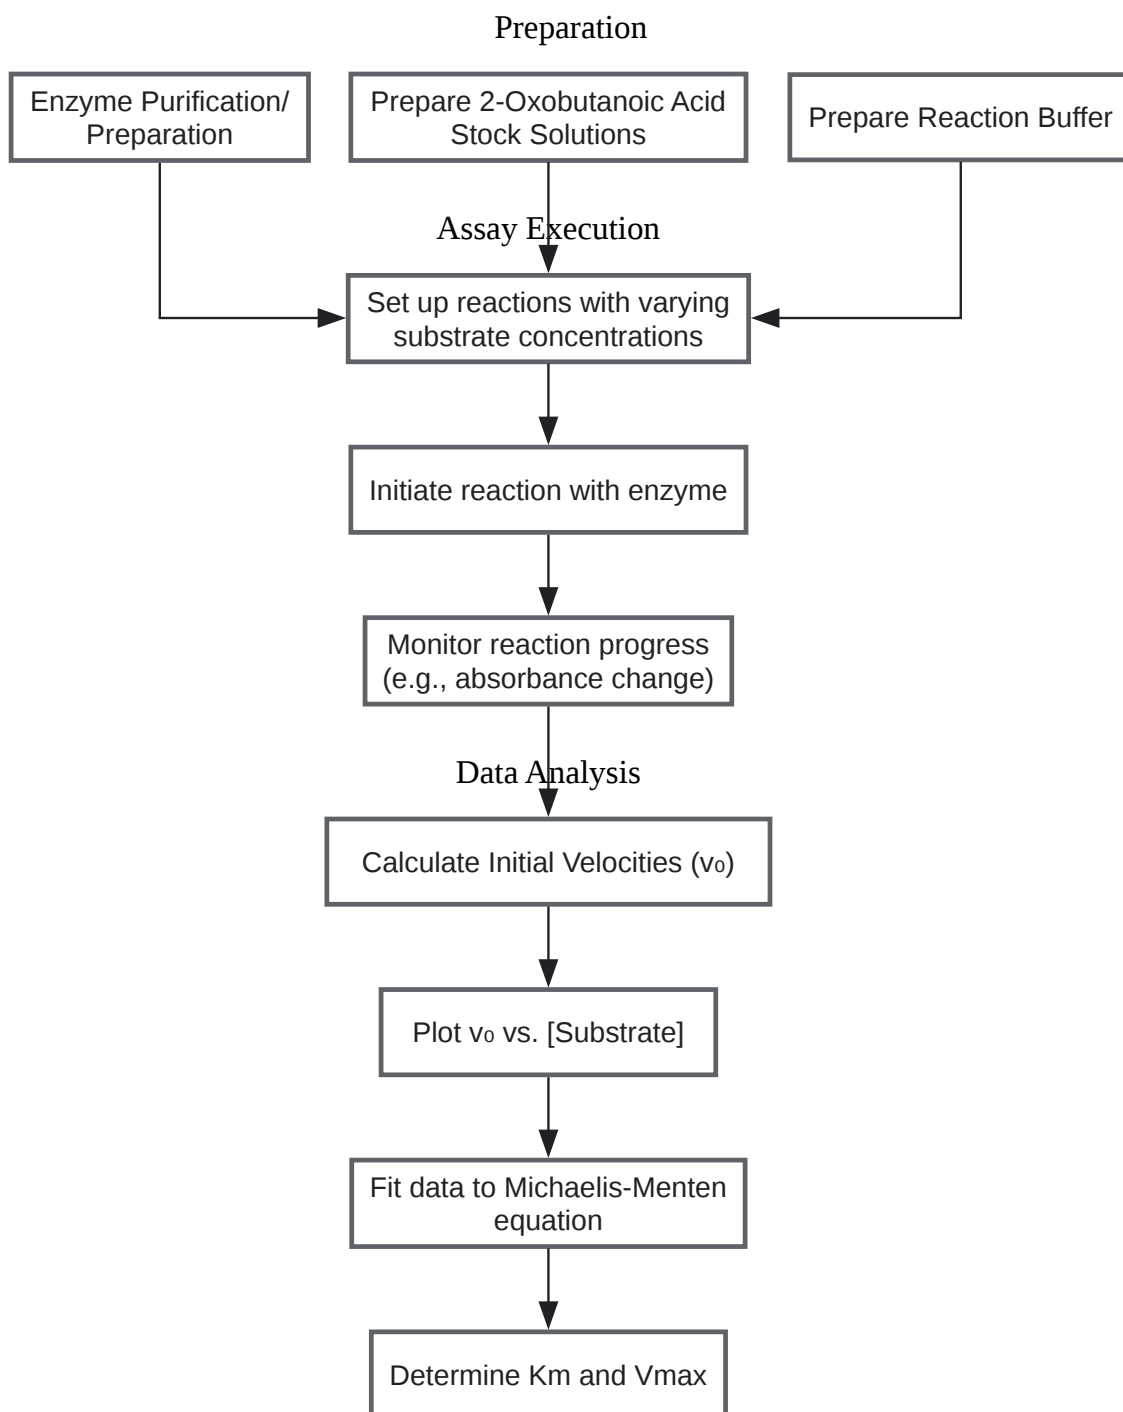 Preparation
Enzyme Purification/
Preparation
Prepare 2-Oxobutanoic Acid
Stock Solutions
Prepare Reaction Buffer
Assay Execution
Set up reactions with varying
substrate concentrations
Initiate reaction with enzyme
Monitor reaction progress
(e.g., absorbance change)
Data Analysis
Calculate Initial Velocities (v₀)
Plot v₀ vs. [Substrate]
Fit data to Michaelis-Menten
equation
Determine Km and Vmax